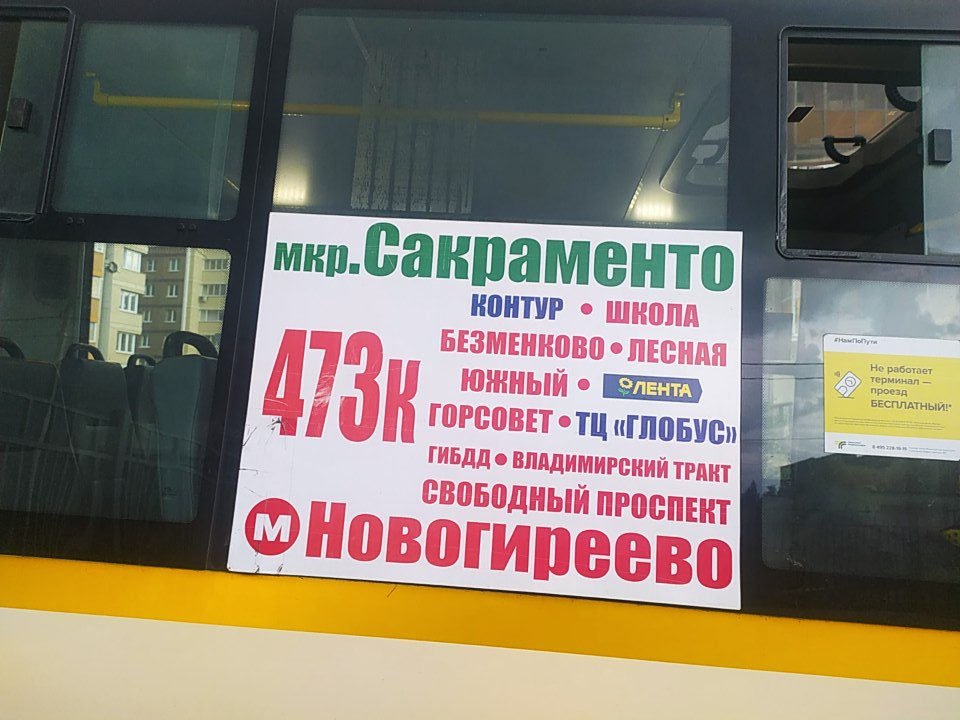 мкр.Сакраменто
КОНТУР • ШКОЛА
473К
БЕЗМЕНКОВО • ЛЕСНАЯ
ЮЖНЫЙ • ЛЕНТА
ГОРСОВЕТ • ТЦ «ГЛОБУС»
ГИБДД • ВЛАДИМИРСКИЙ ТРАКТ
СВОБОДНЫЙ ПРОСПЕКТ
М Новогиреево
#НамПоПути
Не работает
терминал —
проезд
БЕСПЛАТНЫЙ!*